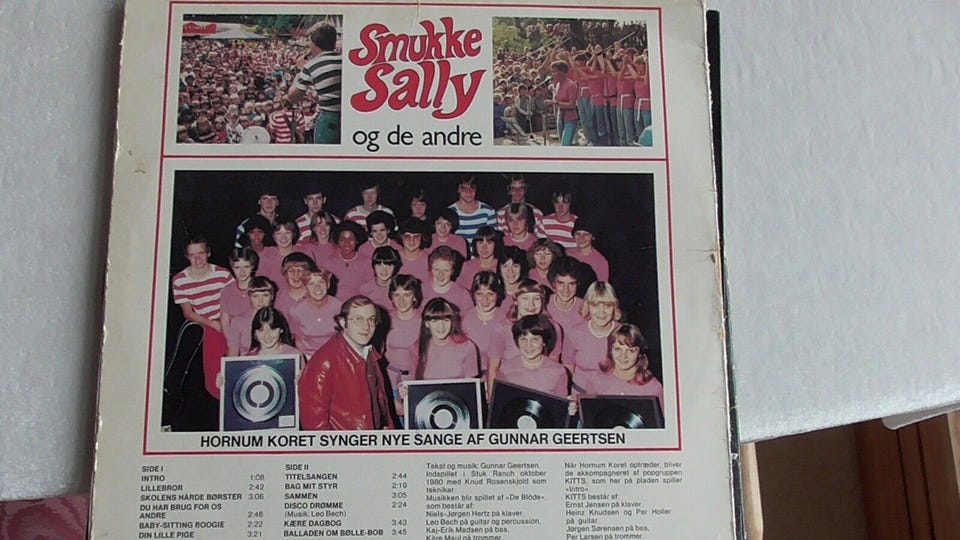 Smukke
Sally
og de andre
HORNUM KORET SYNGER NYE SANGE AF GUNNAR GEERTSEN
SIDE I
INTRO 1:08
LILLEBROR 2:42
SKOLENS HÅRDE BØRSTER 3:06
DU HAR BRUG FOR OS
ANDRE 2:46
BABY-SITTING BOOGIE 2:22
DIN LILLE PIGE 3:21
SIDE II
TITELSANGEN 2:44
BAG MIT STYR 2:19
SAMMEN 3:05
DISCO DRØMME 2:24
(Musik: Leo Bech)
KÆRE DAGBOG 3:43
BALLADEN OM BØLLE-BOB 3:45
Tekst og musik: Gunnar Geertsen.
Indspillet i Stuk Ranch oktober
1980 med Knud Rosenskjold som
tekniker.
Musikken blir spillet af »De Blöde«,
som består af:
Niels-Jørgen Hertz på klaver,
Leo Bech på guitar og percussion,
Kaj-Erik Madsen på bas,
Kåre Maul på trommer.
Når Hornum Koret optræder, bliver
de akkompagneret af popgruppen
KITTS, som her på pladen spiller
»Intro«.
KITTS består af:
Ernst Jensen på klaver,
Heinz Knudsen og Per Holler
på guitar,
Jørgen Sørensen på bas,
Per Larsen på trommer.